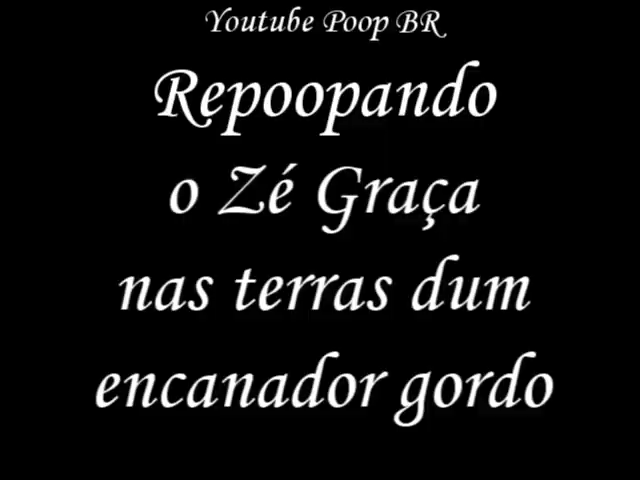 Youtube Poop BR
Repoopando
o Zé Graça
nas terras dum
encanador gordo